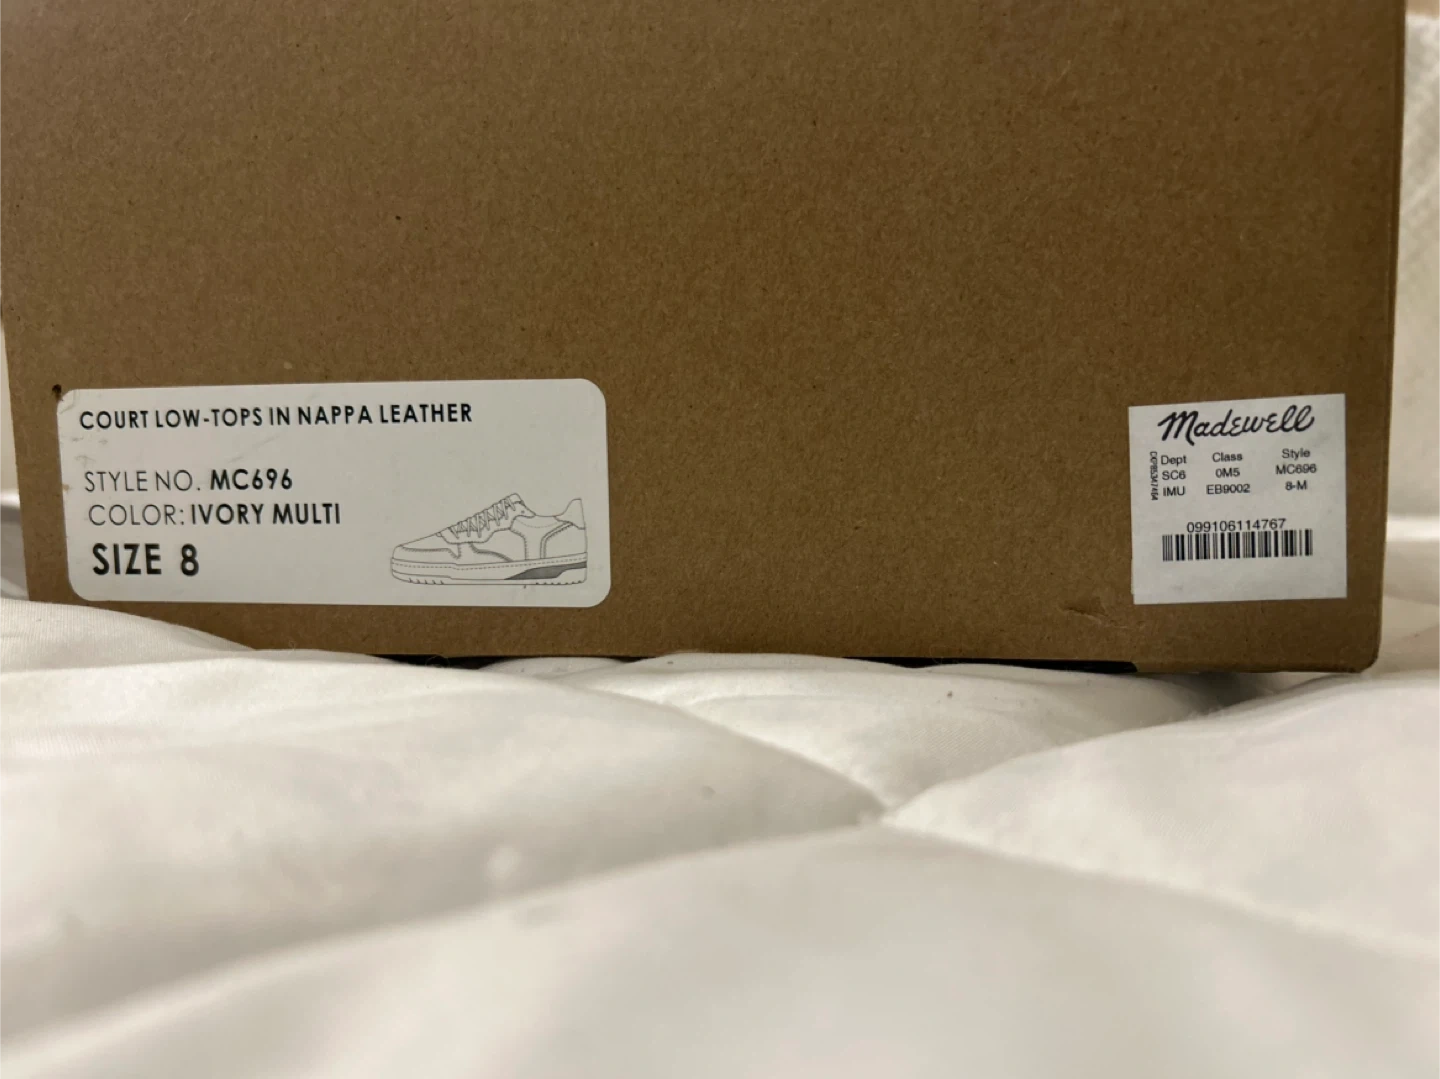 COURT LOW-TOPS IN NAPPA LEATHER
STYLE NO. MC696
COLOR: IVORY MULTI
SIZE 8
Madewell
Dept Class Style
SC6 0M5 MC696
IMU EB9002 8-M
099106114767